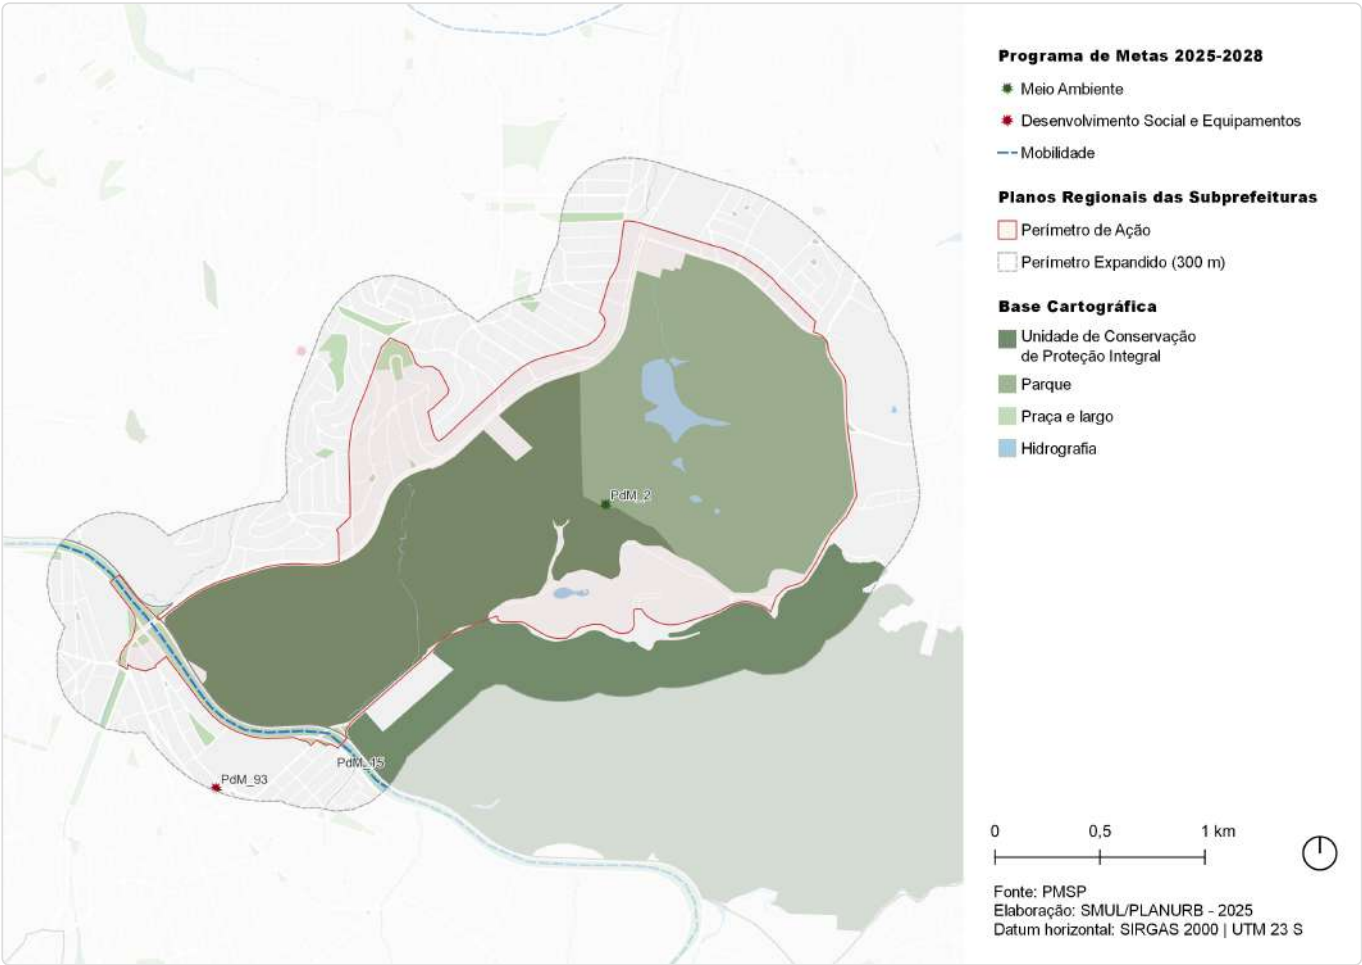 Programa de Metas 2025-2028
Meio Ambiente
Desenvolvimento Social e Equipamentos
Mobilidade
Planos Regionais das Subprefeituras
Perímetro de Ação
Perímetro Expandido (300 m)
Base Cartográfica
Unidade de Conservação
de Proteção Integral
Parque
Praça e largo
Hidrografia
PdM_2
PdM_45
PdM_93
0 0,5 1 km
Fonte: PMSP
Elaboração: SMUL/PLANURB - 2025
Datum horizontal: SIRGAS 2000 | UTM 23 S